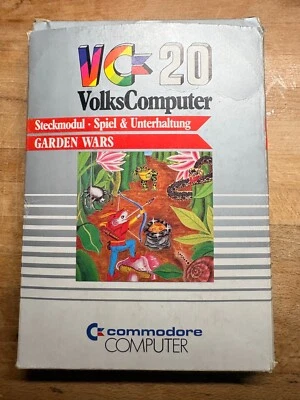 VC 20
VolksComputer
Steckmodul · Spiel & Unterhaltung
GARDEN WARS
commodore
COMPUTER